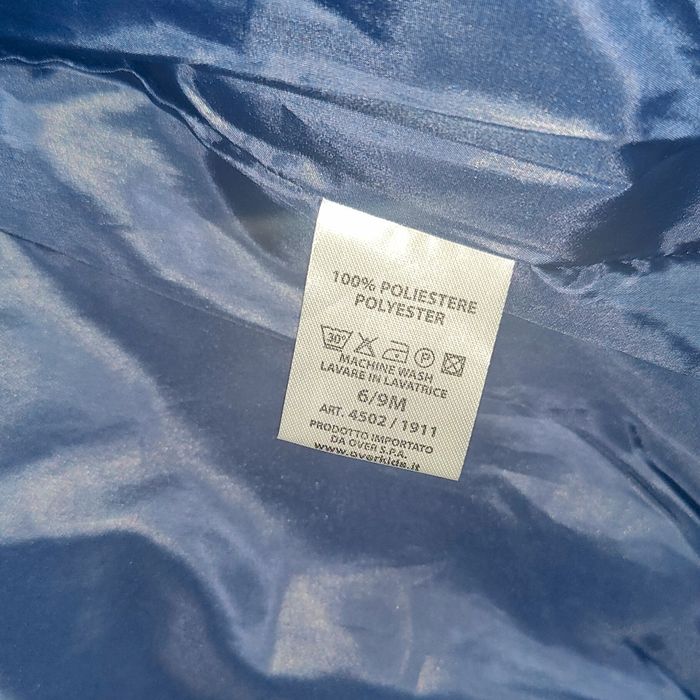 100% POLIESTERE
POLYESTER
30° P
MACHINE WASH
LAVARE IN LAVATRICE
6/9M
ART. 4502 / 1911
PRODOTTO IMPORTATO
DA OVER S.P.A.
www.overkids.it